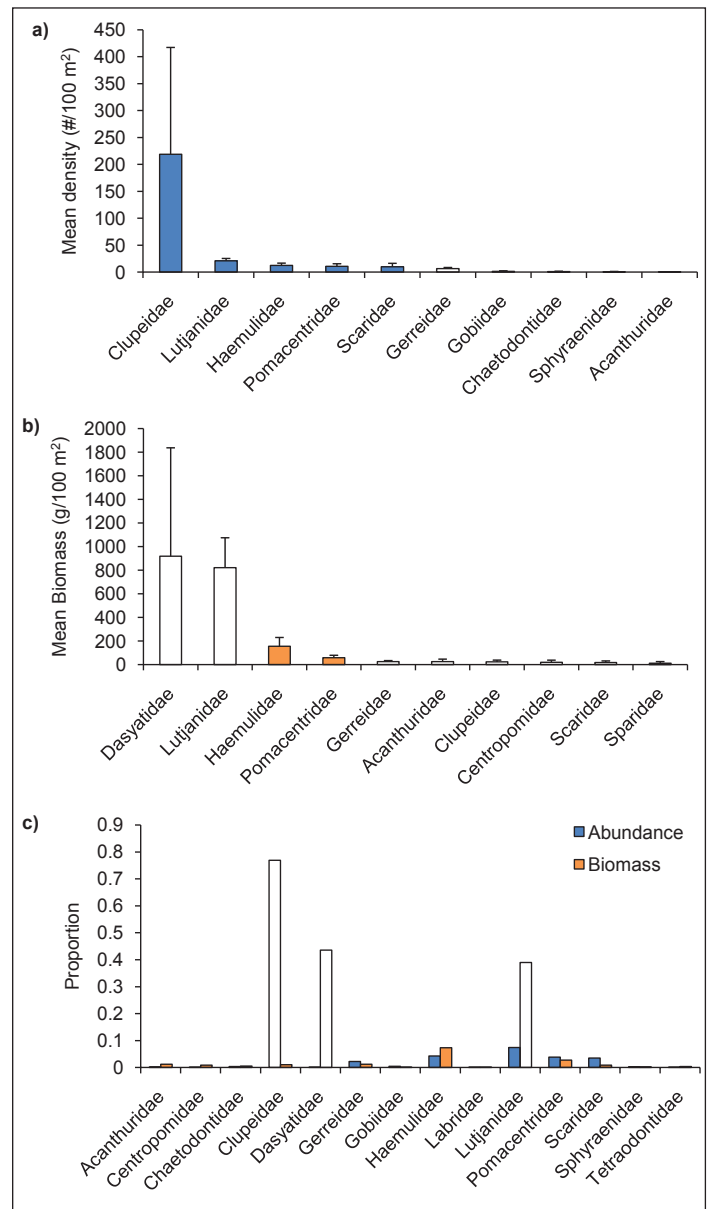 a)
Mean density (#/100 m²)
450
400
350
300
250
200
150
100
50
0
Clupeidae
Lutjanidae
Haemulidae
Pomacentridae
Scaridae
Gerreidae
Gobiidae
Chaetodontidae
Sphyraenidae
Acanthuridae
b)
Mean Biomass (g/100 m²)
2000
1800
1600
1400
1200
1000
800
600
400
200
0
Dasyatidae
Lutjanidae
Haemulidae
Pomacentridae
Gerreidae
Acanthuridae
Clupeidae
Centropomidae
Scaridae
Sparidae
c)
Proportion
0.9
0.8
0.7
0.6
0.5
0.4
0.3
0.2
0.1
0
Abundance
Biomass
Acanthuridae
Centropomidae
Chaetodontidae
Clupeidae
Dasyatidae
Gerreidae
Gobiidae
Haemulidae
Labridae
Lutjanidae
Pomacentridae
Scaridae
Sphyraenidae
Tetraodontidae